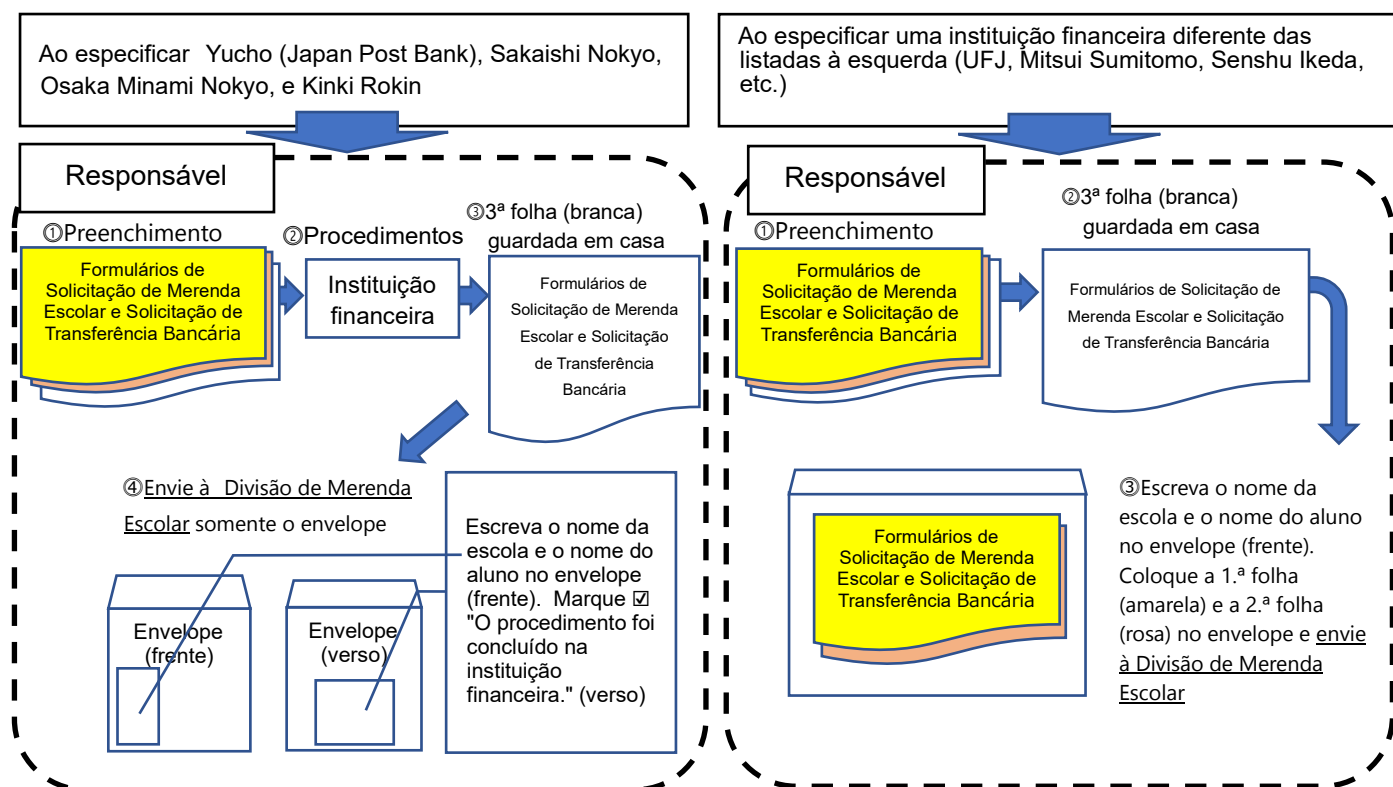 Ao especificar Yucho (Japan Post Bank), Sakaishi Nokyo,
Osaka Minami Nokyo, e Kinki Rokin
Responsável
①Preenchimento
Formulários de
Solicitação de Merenda
Escolar e Solicitação de
Transferência Bancária
②Procedimentos
Instituição
financeira
③3ª folha (branca)
guardada em casa
Formulários de
Solicitação de Merenda
Escolar e Solicitação
de Transferência
Bancária
④Envie à Divisão de Merenda
Escolar somente o envelope
Envelope
(frente)
Envelope
(verso)
Escreva o nome da
escola e o nome do
aluno no envelope
(frente). Marque ☑
"O procedimento foi
concluído na
instituição
financeira." (verso)
Ao especificar uma instituição financeira diferente das
listadas à esquerda (UFJ, Mitsui Sumitomo, Senshu Ikeda,
etc.)
Responsável
①Preenchimento
Formulários de
Solicitação de Merenda
Escolar e Solicitação de
Transferência Bancária
②3ª folha (branca)
guardada em casa
Formulários de Solicitação de
Merenda Escolar e Solicitação
de Transferência Bancária
Formulários de
Solicitação de Merenda
Escolar e Solicitação de
Transferência Bancária
③Escreva o nome da
escola e o nome do aluno
no envelope (frente).
Coloque a 1.ª folha
(amarela) e a 2.ª folha
(rosa) no envelope e envie
à Divisão de Merenda
Escolar